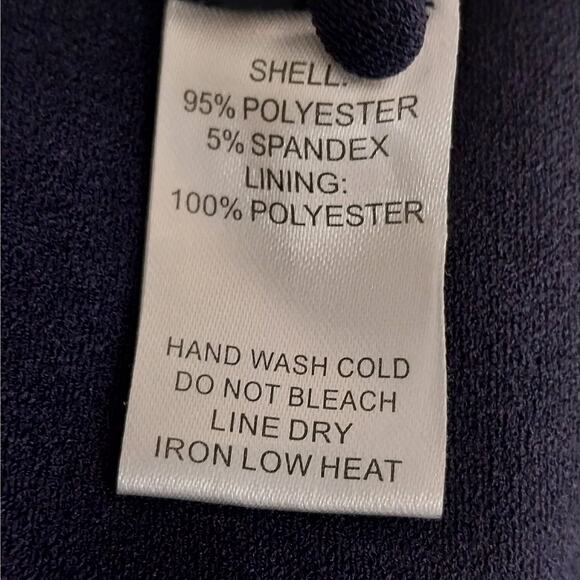 SHELL:
95% POLYESTER
5% SPANDEX
LINING:
100% POLYESTER
HAND WASH COLD
DO NOT BLEACH
LINE DRY
IRON LOW HEAT